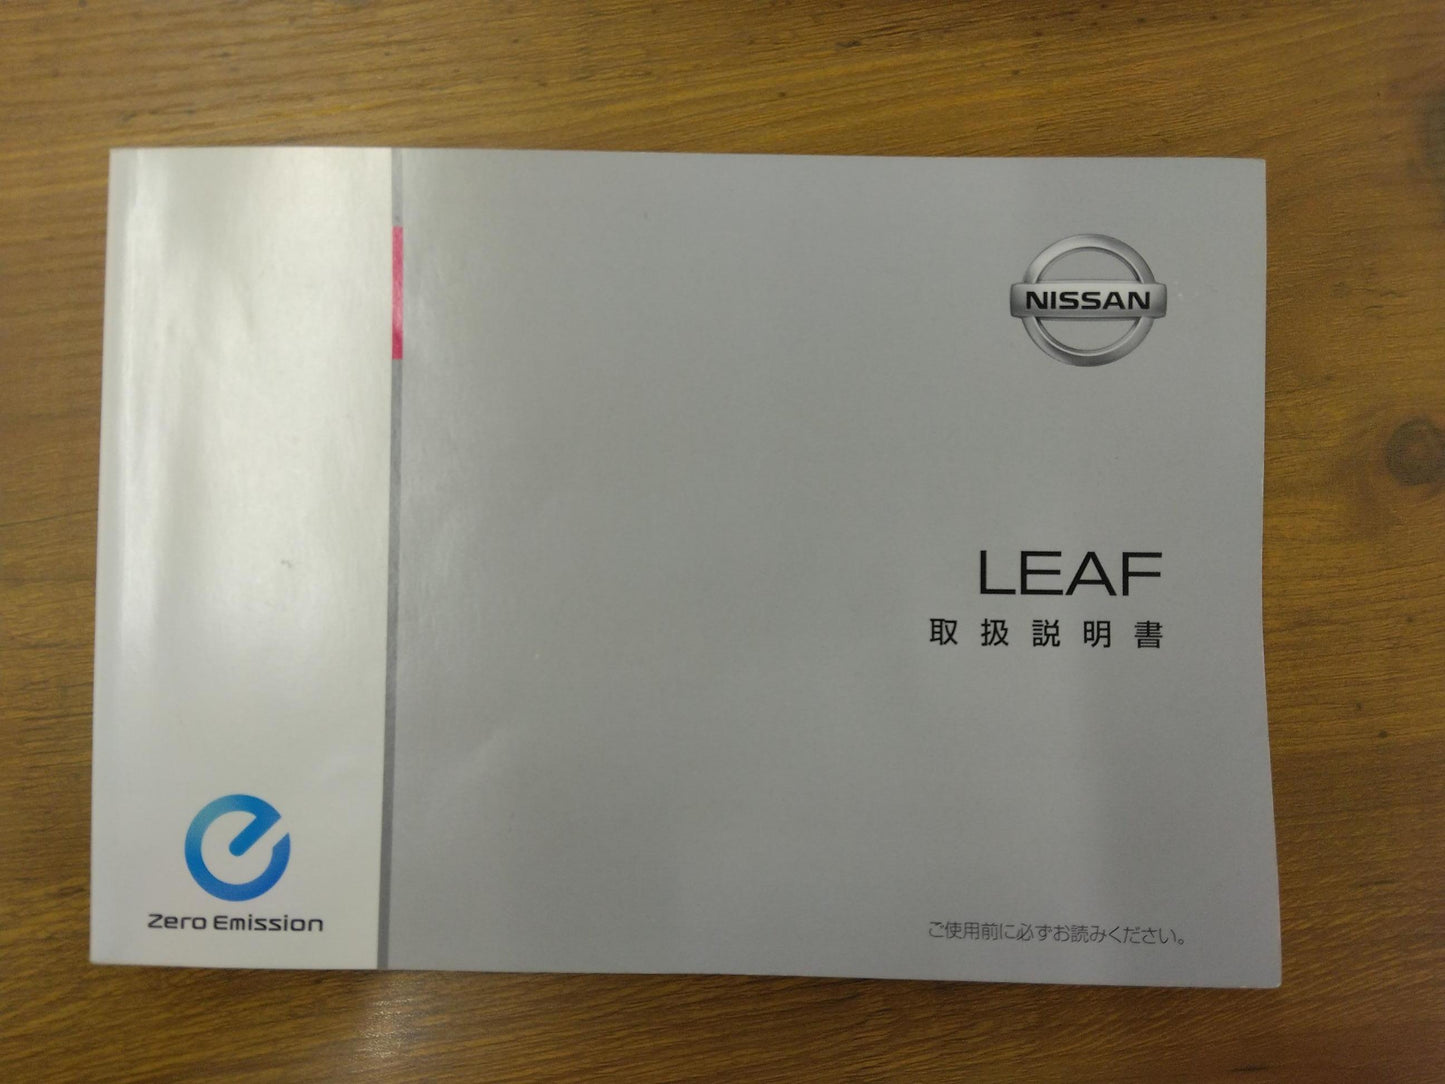 NISSAN
LEAF
取扱説明書
Zero Emission
ご使用前に必ずお読みください。